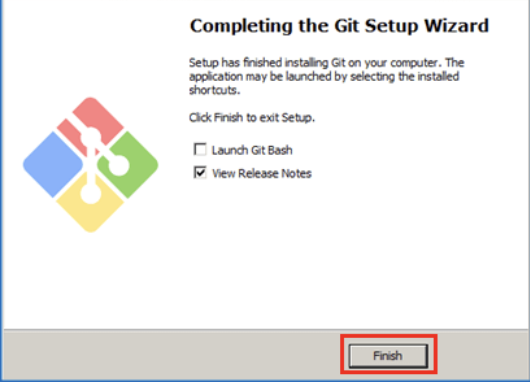 Completing the Git Setup Wizard
Setup has finished installing Git on your computer. The
application may be launched by selecting the installed
shortcuts.
Click Finish to exit Setup.
Launch Git Bash
View Release Notes
Finish